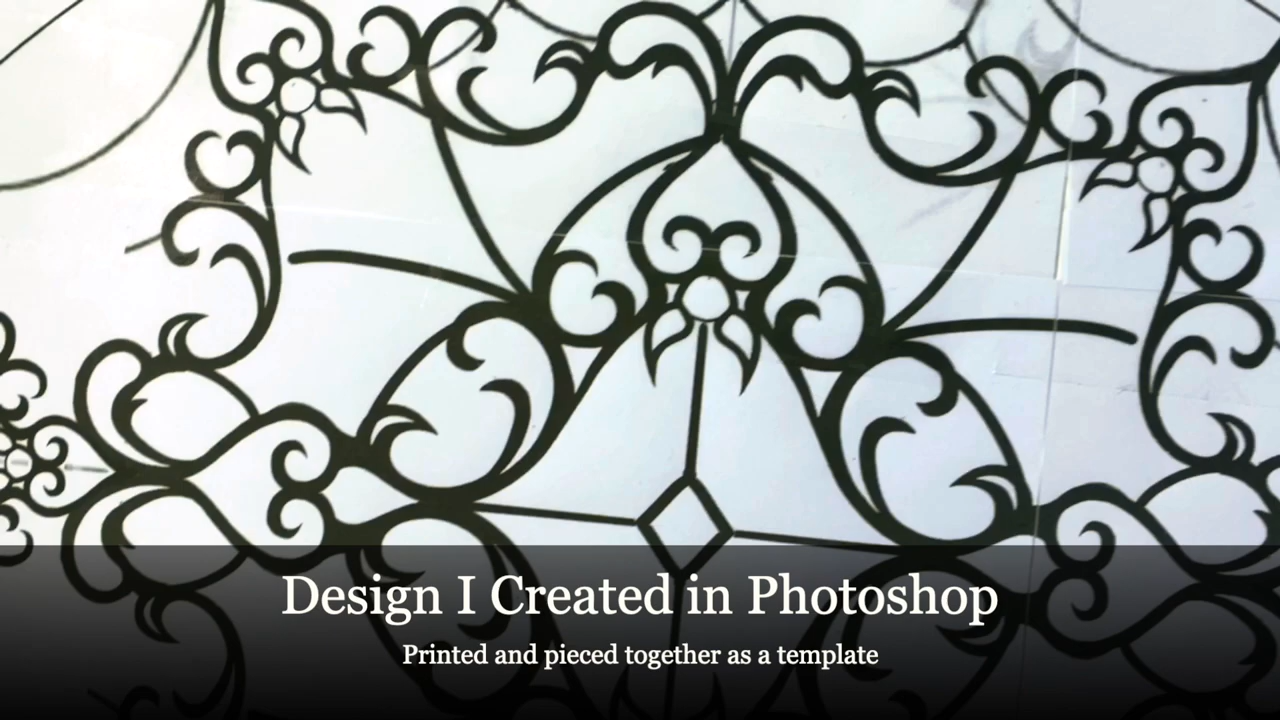 Design I Created in Photoshop
Printed and pieced together as a template